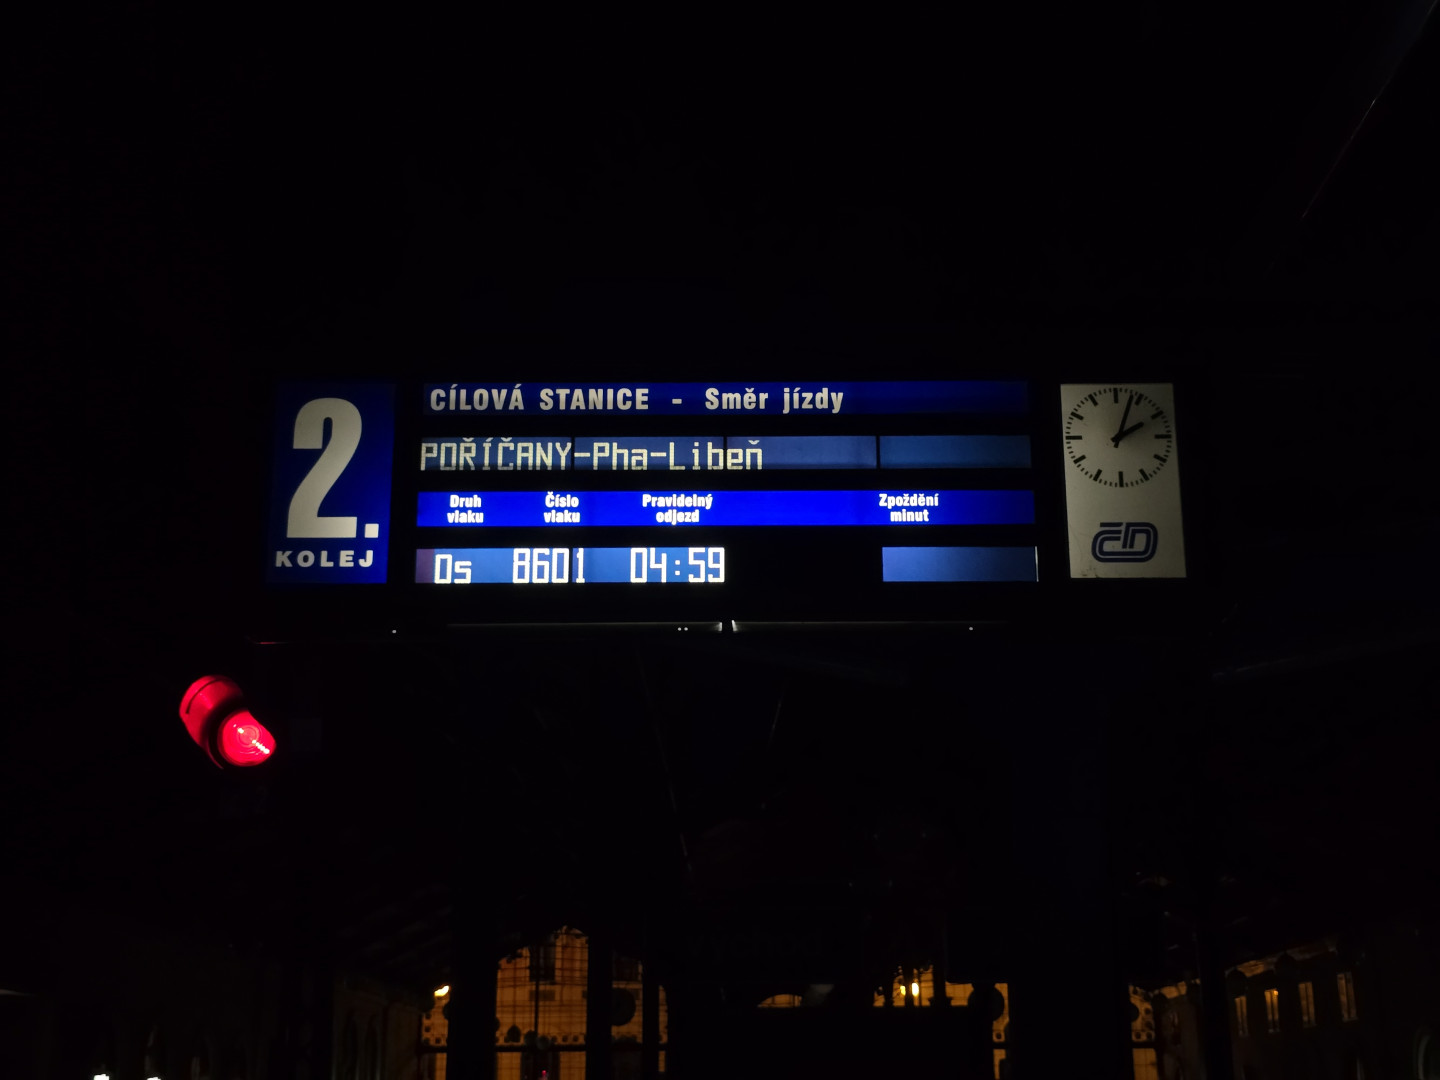 2.
KOLEJ
CÍLOVÁ STANICE - Směr jízdy
POŘÍČANY-Pha-Libeň
Druh vlaku
Číslo vlaku
Pravidelný odjezd
Zpoždění minut
Os 8601 04:59
ČD